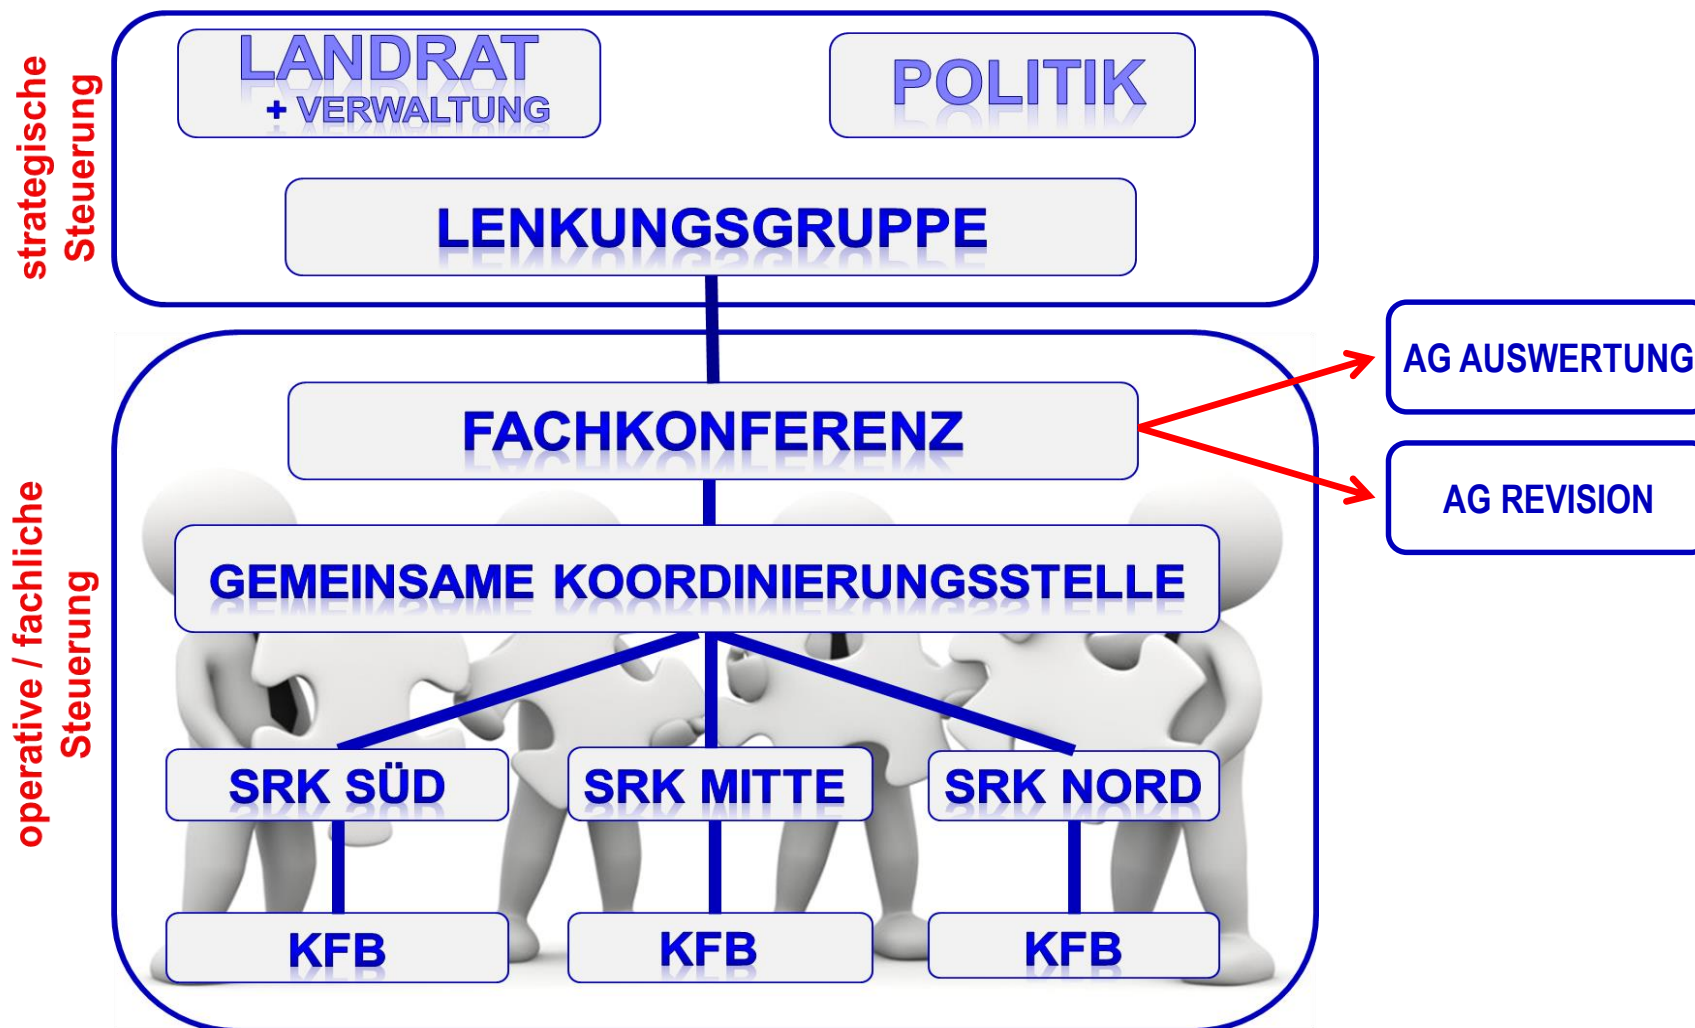 strategische
Steuerung
LANDRAT
+ VERWALTUNG
POLITIK
LENKUNGSGRUPPE
operative / fachliche
Steuerung
FACHKONFERENZ
AG AUSWERTUNG
AG REVISION
GEMEINSAME KOORDINIERUNGSSTELLE
SRK SÜD
SRK MITTE
SRK NORD
KFB
KFB
KFB